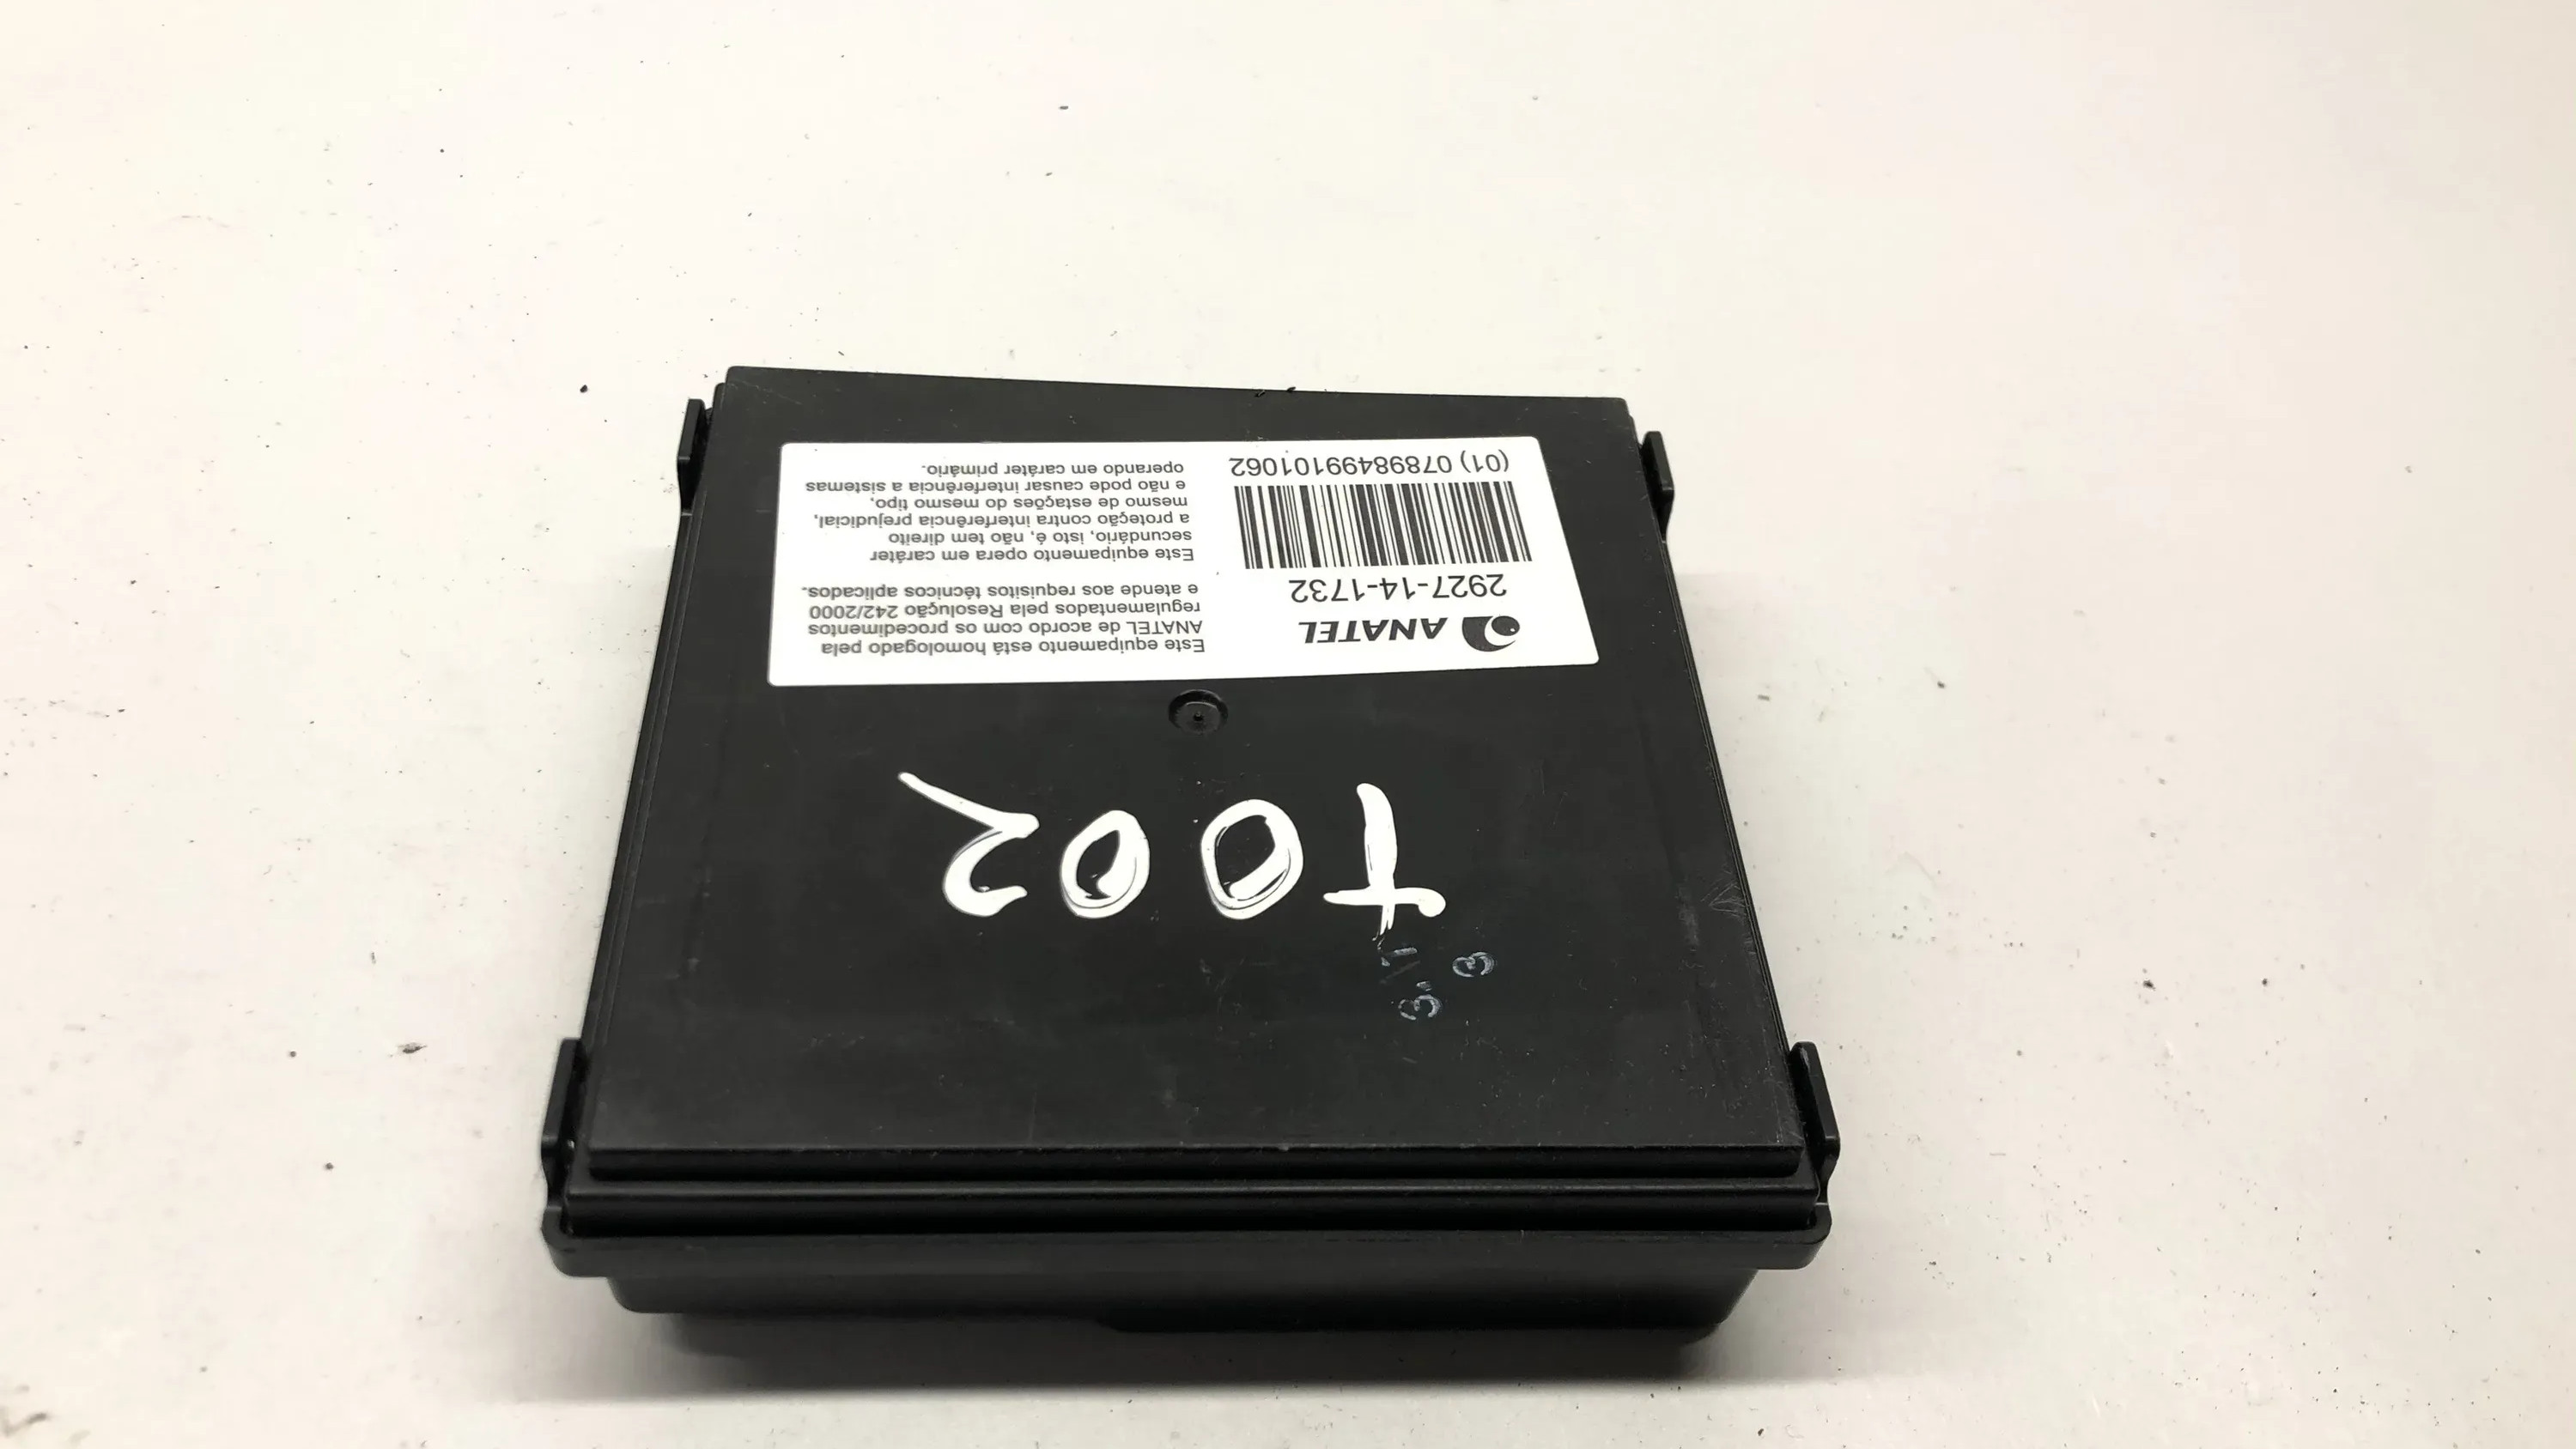 ANATEL
2927-14-1732
(01) 07898499101062
Este equipamento está homologado pela
ANATEL de acordo com os procedimentos
regulamentados pela Resolução 242/2000
e atende aos requisitos técnicos aplicados.
Este equipamento opera em caráter
secundário, isto é, não tem direito
a proteção contra interferência prejudicial,
mesmo de estações do mesmo tipo,
e não pode causar interferência a sistemas
operando em caráter primário.
T002